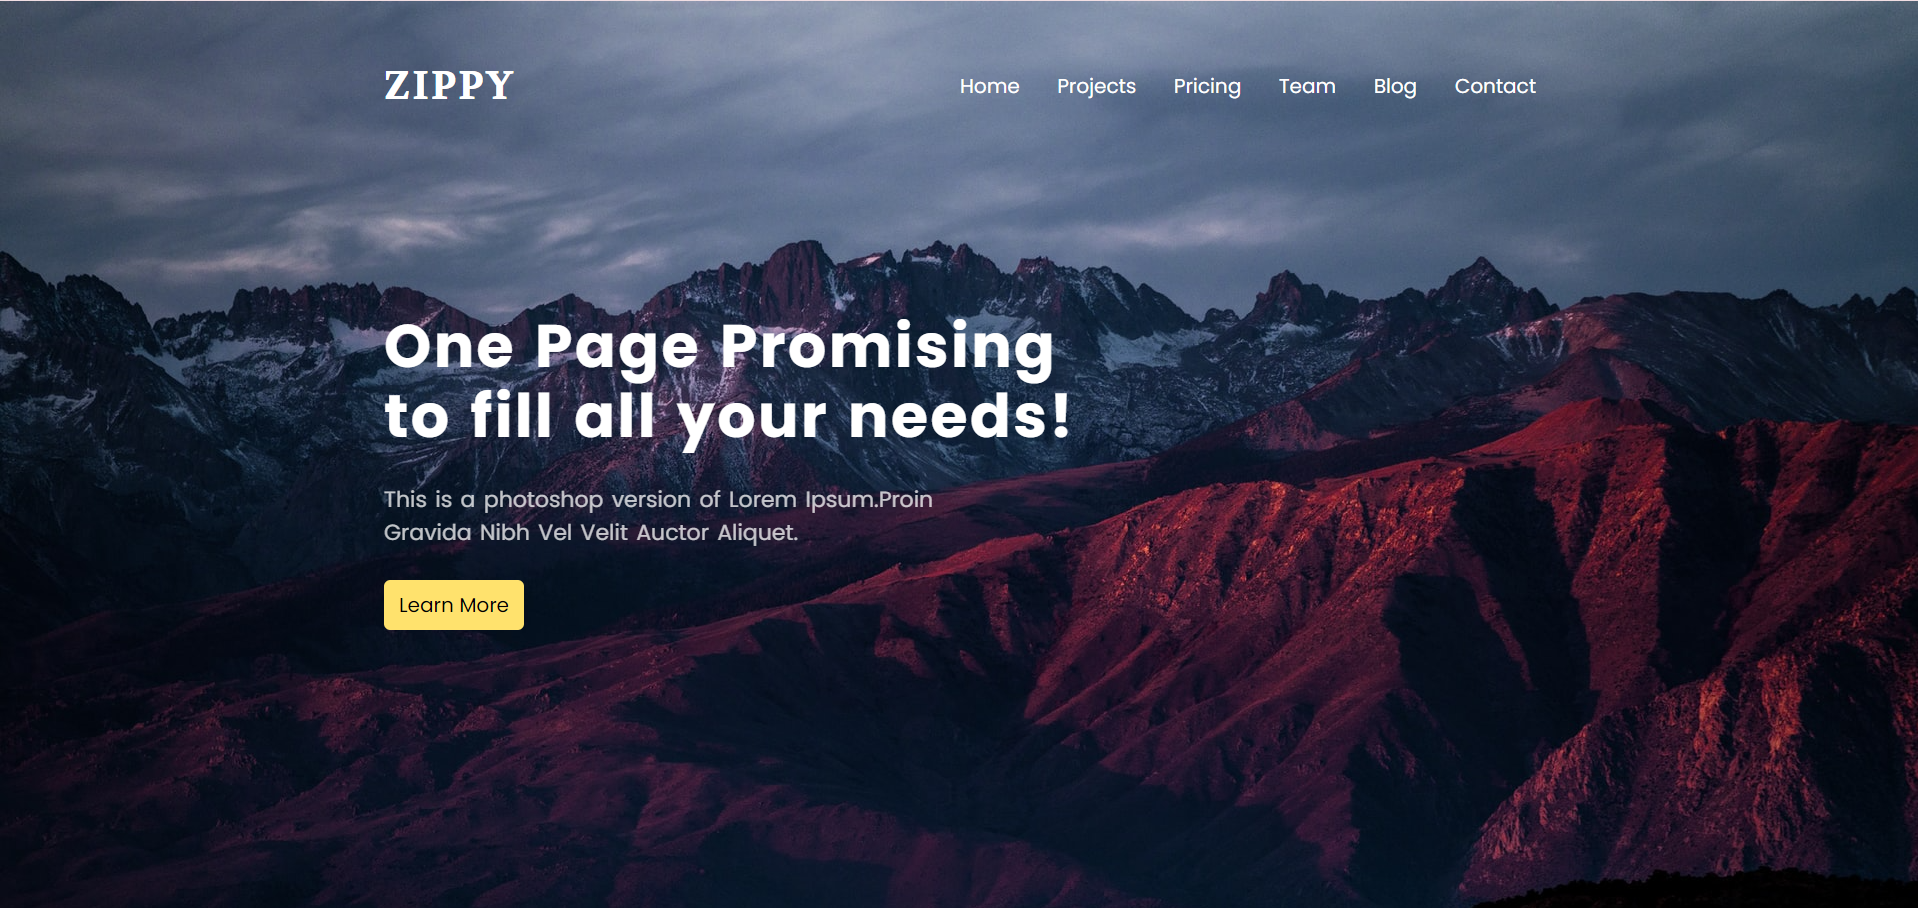 ZIPPY
Home Projects Pricing Team Blog Contact
One Page Promising
to fill all your needs!
This is a photoshop version of Lorem Ipsum.Proin
Gravida Nibh Vel Velit Auctor Aliquet.
Learn More